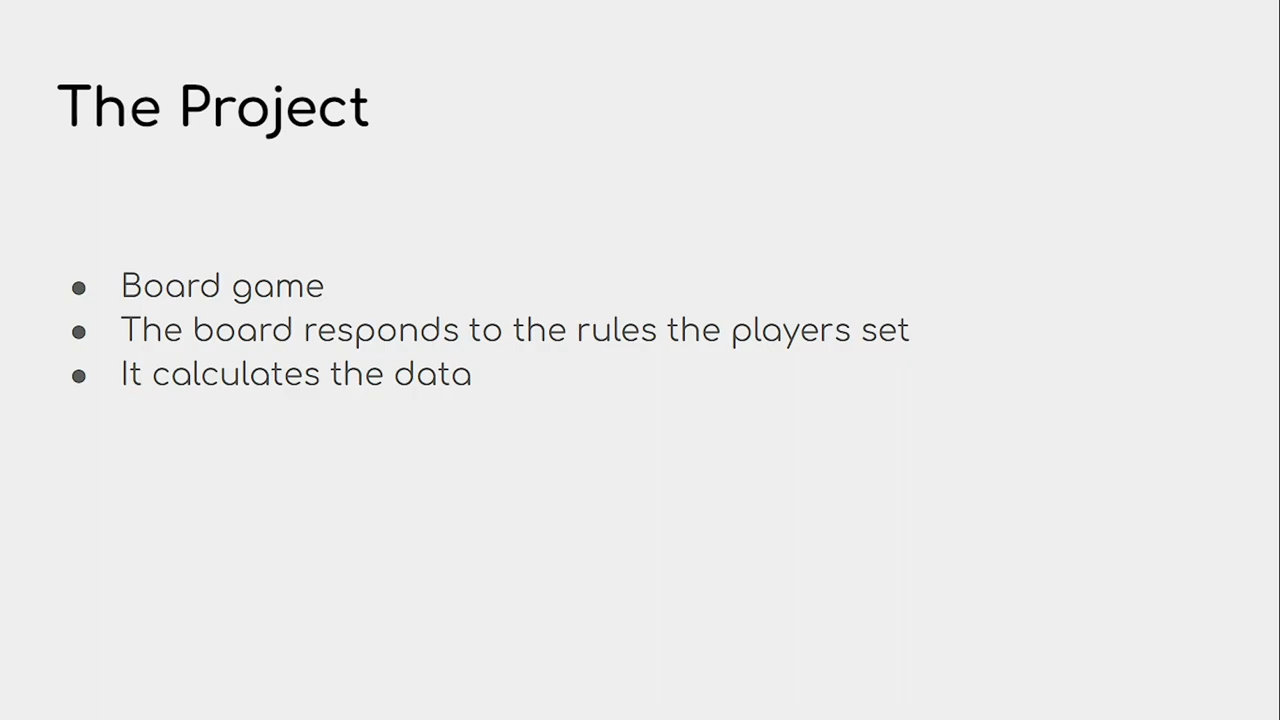 The Project
● Board game
● The board responds to the rules the players set
● It calculates the data